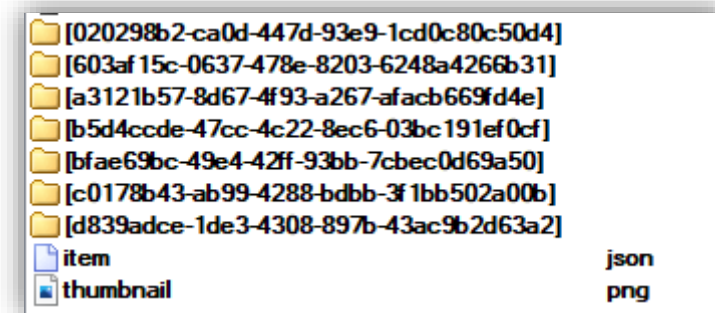 [020298b2-ca0d-447d-93e9-1cd0c80c50d4]
[603af15c-0637-478e-8203-6248a4266b31]
[a3121b57-8d67-4f93-a267-afacb669fd4e]
[b5d4ccde-47cc-4c22-8ec6-03bc191ef0cf]
[bfae69bc-49e4-42ff-93bb-7cbec0d69a50]
[c0178b43-ab99-4288-bdbb-3f1bb502a00b]
[d839adce-1de3-4308-897b-43ac9b2d63a2]
item json
thumbnail png